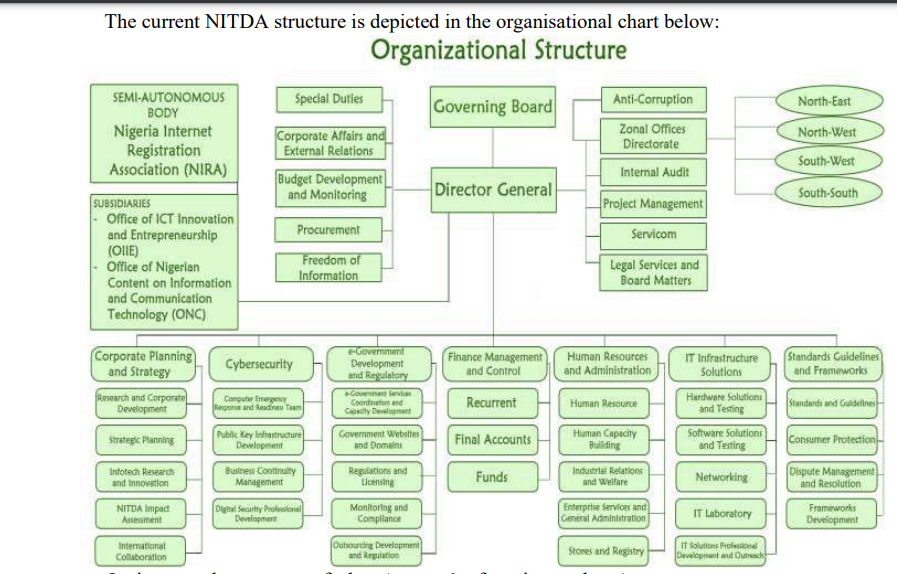 The current NITDA structure is depicted in the organisational chart below:
Organizational Structure
SEMI-AUTONOMOUS
BODY
Nigeria Internet
Registration
Association (NIRA)
SUBSIDIARIES
- Office of ICT Innovation
and Entrepreneurship
(OIIE)
- Office of Nigerian
Content on Information
and Communication
Technology (ONC)
Special Duties
Corporate Affairs and
External Relations
Budget Development
and Monitoring
Procurement
Freedom of
Information
Governing Board
Director General
Anti-Corruption
Zonal Offices
Directorate
Internal Audit
Project Management
Servicom
Legal Services and
Board Matters
North-East
North-West
South-West
South-South
Corporate Planning
and Strategy
Research and Corporate
Development
Strategic Planning
Infotech Research
and Innovation
NITDA Impact
Assessment
International
Collaboration
Cybersecurity
Computer Emergency
Response and Readiness Team
Public Key Infrastructure
Development
Business Continuity
Management
Digital Security Professional
Development
e-Government
Development
and Regulatory
e-Government Services
Coordination and
Capacity Development
Government Websites
and Domains
Regulations and
Licensing
Monitoring and
Compliance
Outsourcing Development
and Regulation
Finance Management
and Control
Recurrent
Final Accounts
Funds
Human Resources
and Administration
Human Resource
Human Capacity
Building
Industrial Relations
and Welfare
Enterprise Services and
General Administration
Stores and Registry
IT Infrastructure
Solutions
Hardware Solutions
and Testing
Software Solutions
and Testing
Networking
IT Laboratory
IT Solutions Professional
Development and Outreach
Standards Guidelines
and Frameworks
Standards and Guidelines
Consumer Protection
Dispute Management
and Resolution
Frameworks
Development